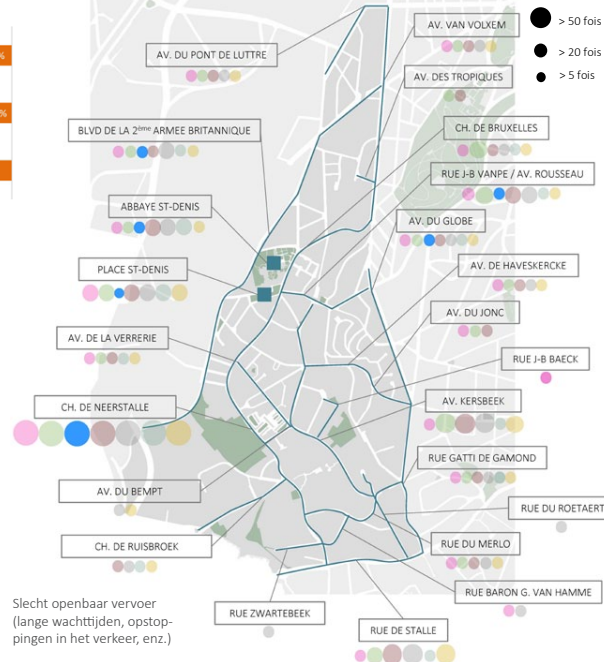 %
%
> 50 fois
> 20 fois
> 5 fois
AV. VAN VOLXEM
AV. DU PONT DE LUTTRE
AV. DES TROPIQUES
CH. DE BRUXELLES
BLVD DE LA 2ème ARMEE BRITANNIQUE
RUE J-B VANPE / AV. ROUSSEAU
ABBAYE ST-DENIS
AV. DU GLOBE
PLACE ST-DENIS
AV. DE HAVESKERCKE
AV. DU JONC
AV. DE LA VERRERIE
RUE J-B BAECK
CH. DE NEERSTALLE
AV. KERSBEEK
RUE GATTI DE GAMOND
AV. DU BEMPT
RUE DU ROETAERT
CH. DE RUISBROEK
RUE DU MERLO
RUE BARON G. VAN HAMME
RUE ZWARTEBEEK
RUE DE STALLE
Slecht openbaar vervoer
(lange wachttijden, opstop-
pingen in het verkeer, enz.)